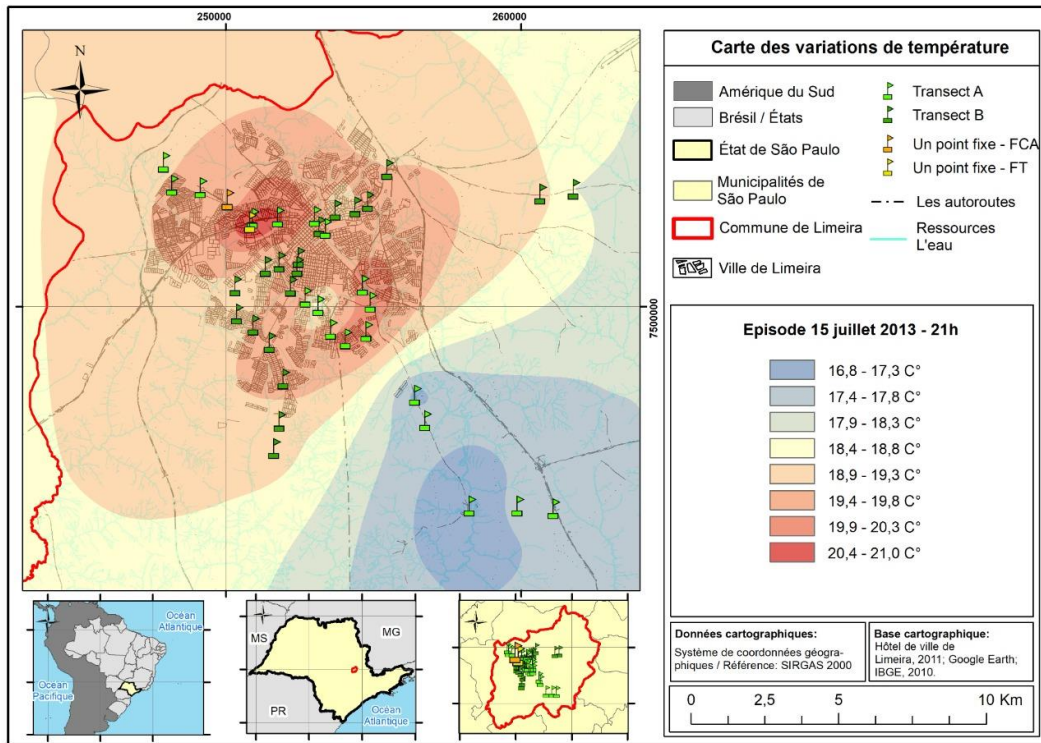 250000
260000
N
7500000
Carte des variations de température
Amérique du Sud
Brésil / États
État de São Paulo
Municipalités de
São Paulo
Commune de Limeira
Ville de Limeira
Transect A
Transect B
Un point fixe - FCA
Un point fixe - FT
Les autoroutes
Ressources
L'eau
Episode 15 juillet 2013 - 21h
16,8 - 17,3 C°
17,4 - 17,8 C°
17,9 - 18,3 C°
18,4 - 18,8 C°
18,9 - 19,3 C°
19,4 - 19,8 C°
19,9 - 20,3 C°
20,4 - 21,0 C°
Océan
Atlantique
Océan
Pacifique
MS
MG
PR
Océan
Atlantique
Données cartographiques:
Système de coordonnées géogra-
phiques / Référence: SIRGAS 2000
Base cartographique:
Hôtel de ville de
Limeira, 2011; Google Earth;
IBGE, 2010.
0 2,5 5 10 Km